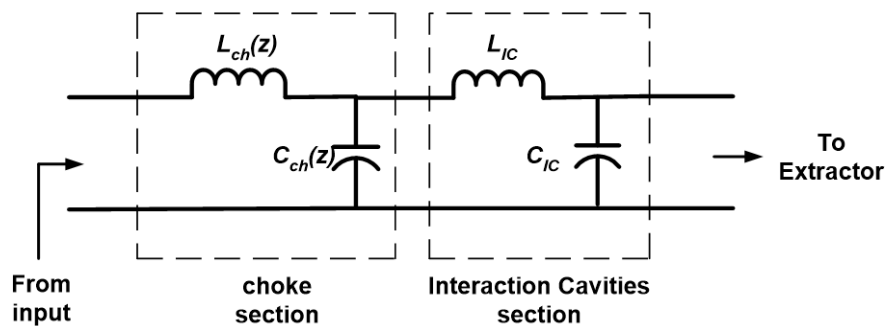 L_ch(z)
L_IC
C_ch(z)
C_IC
To
Extractor
From
input
choke
section
Interaction Cavities
section